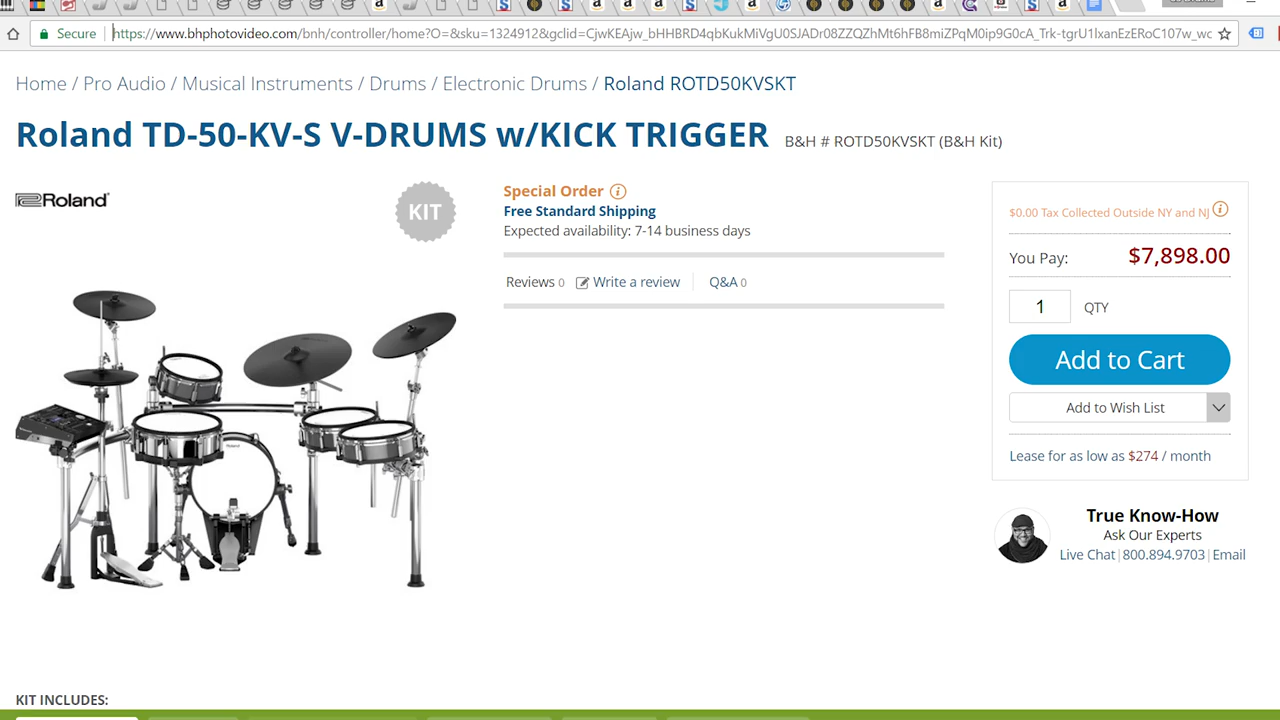 Secure
https://www.bhphotovideo.com/bnh/controller/home?O=&sku=1324912&gclid=CjwKEAjw_bHHBRD4qbKukMiVgU0SJADr08ZZQZhMt6hFB8miZPqM0ip9G0cA_Trk-tgrU1IxanEzERoC107w_wc
Home / Pro Audio / Musical Instruments / Drums / Electronic Drums / Roland ROTD50KVSKT
Roland TD-50-KV-S V-DRUMS w/KICK TRIGGER B&H # ROTD50KVSKT (B&H Kit)
Roland
KIT
Special Order
Free Standard Shipping
Expected availability: 7-14 business days
Reviews 0 Write a review Q&A 0
$0.00 Tax Collected Outside NY and NJ
You Pay: $7,898.00
1 QTY
Add to Cart
Add to Wish List
Lease for as low as $274 / month
True Know-How
Ask Our Experts
Live Chat | 800.894.9703 | Email
KIT INCLUDES: